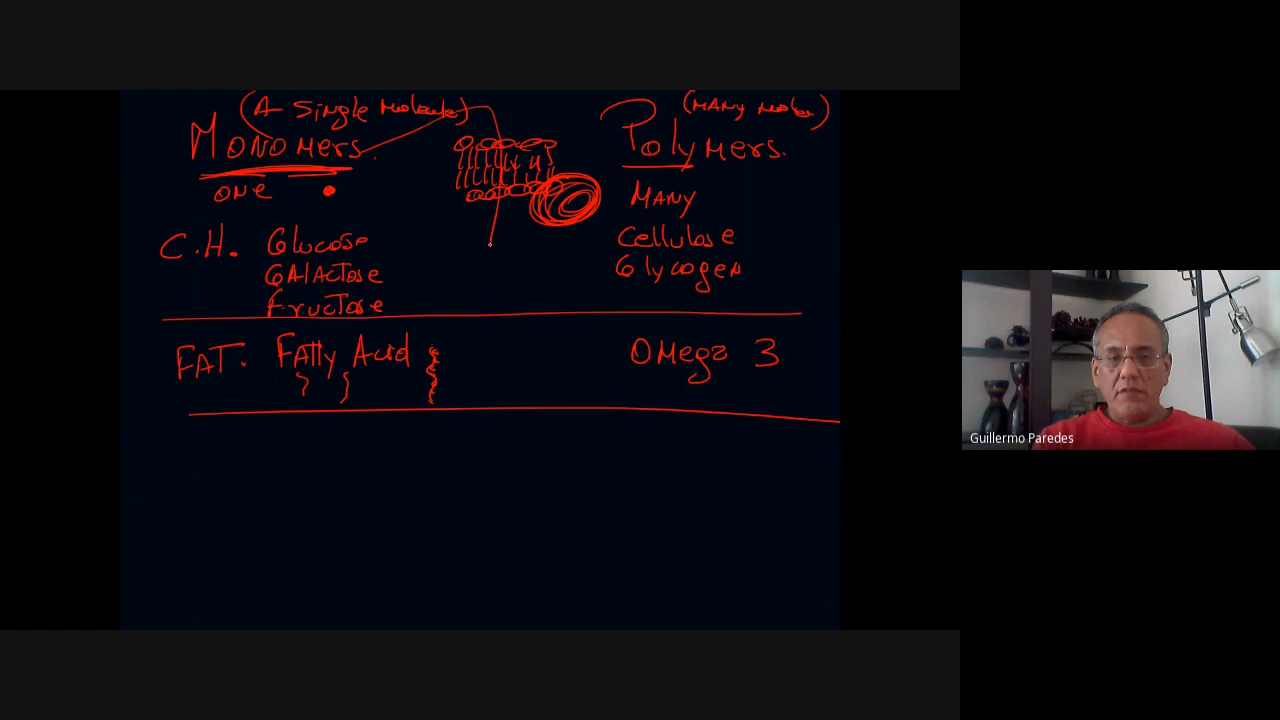 (A Single Molecule) (MANY Molec)
Monomers. Polymers.
one MANY
C.H. Glucose Cellulose
GAlActose Glycogen
fructose
FAT. Fatty Acid Omega 3
Guillermo Paredes